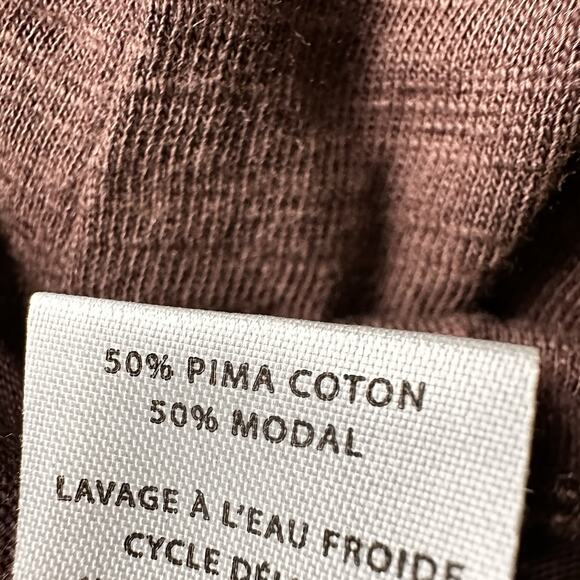 50% PIMA COTON
50% MODAL
LAVAGE À L'EAU FROIDE
CYCLE